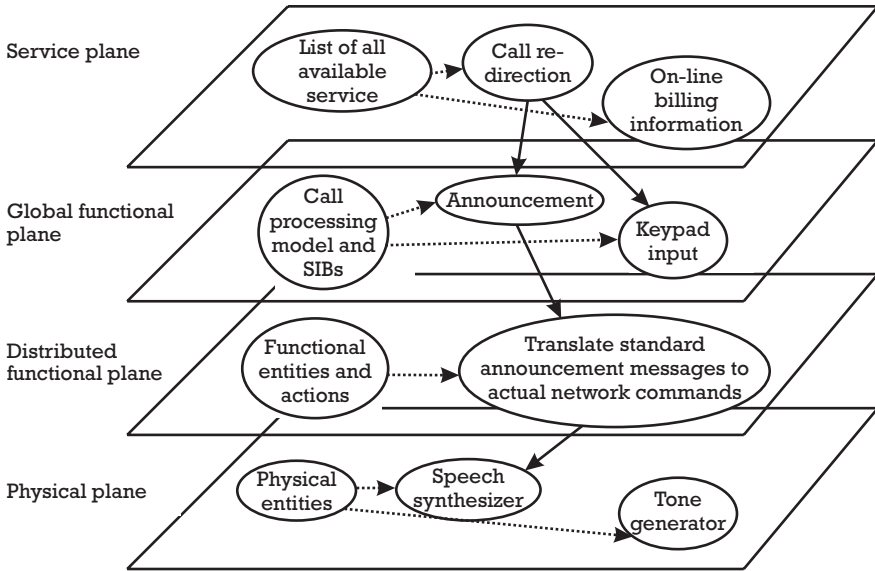 Service plane
List of all
available
service
Call re-
direction
On-line
billing
information
Global functional
plane
Call
processing
model and
SIBs
Announcement
Keypad
input
Distributed
functional plane
Functional
entities and
actions
Translate standard
announcement messages to
actual network commands
Physical plane
Physical
entities
Speech
synthesizer
Tone
generator